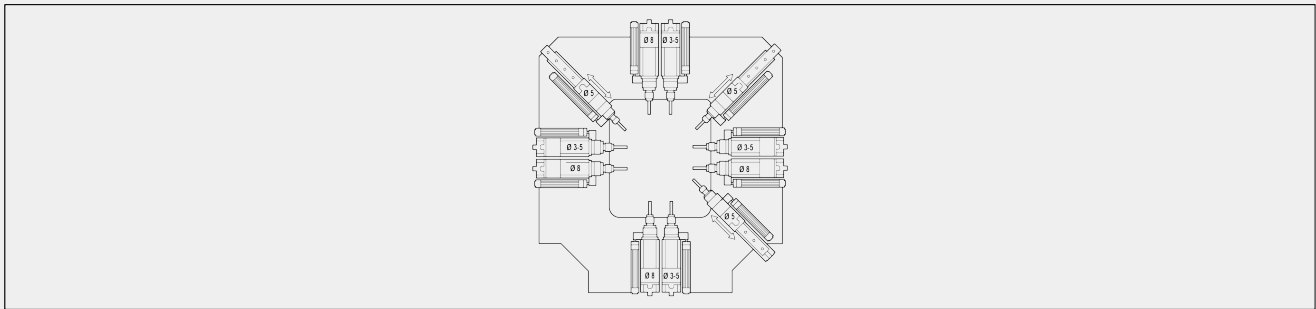 Ø 8 Ø 3-5
Ø 5 Ø 5
Ø 3-5 Ø 3-5
Ø 8 Ø 8
Ø 5
Ø 8 Ø 3-5